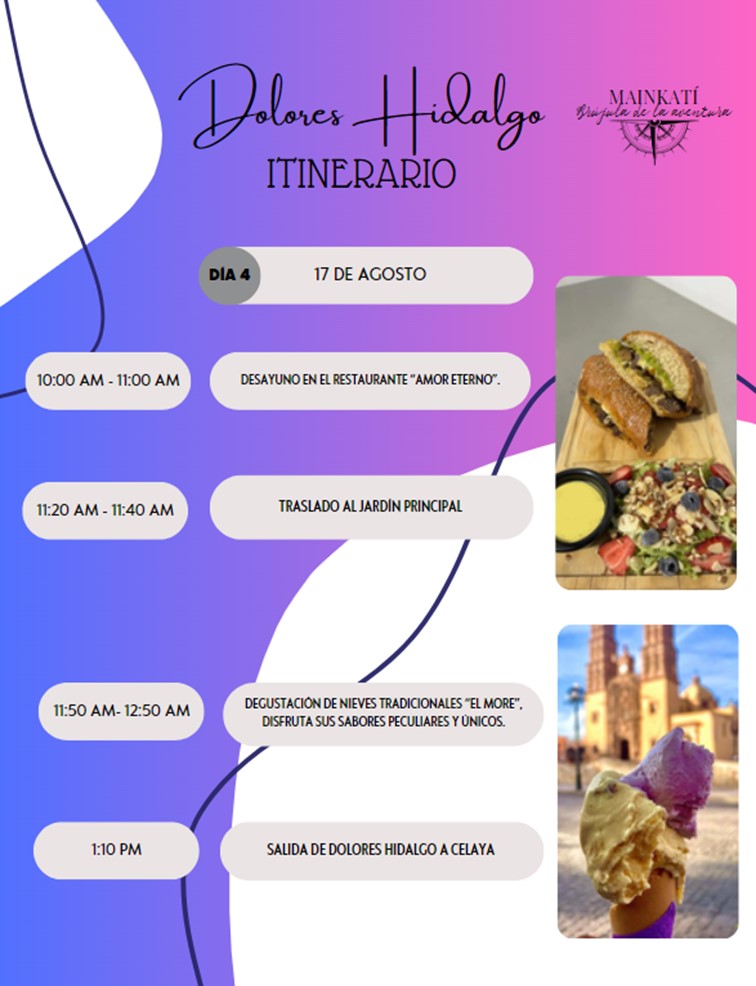 Dolores Hidalgo
ITINERARIO
MAINKATÍ
Brújula de la aventura
DÍA 4
17 DE AGOSTO
10:00 AM - 11:00 AM
DESAYUNO EN EL RESTAURANTE "AMOR ETERNO".
11:20 AM - 11:40 AM
TRASLADO AL JARDÍN PRINCIPAL
11:50 AM- 12:50 AM
DEGUSTACIÓN DE NIEVES TRADICIONALES "EL MORE",
DISFRUTA SUS SABORES PECULIARES Y ÚNICOS.
1:10 PM
SALIDA DE DOLORES HIDALGO A CELAYA